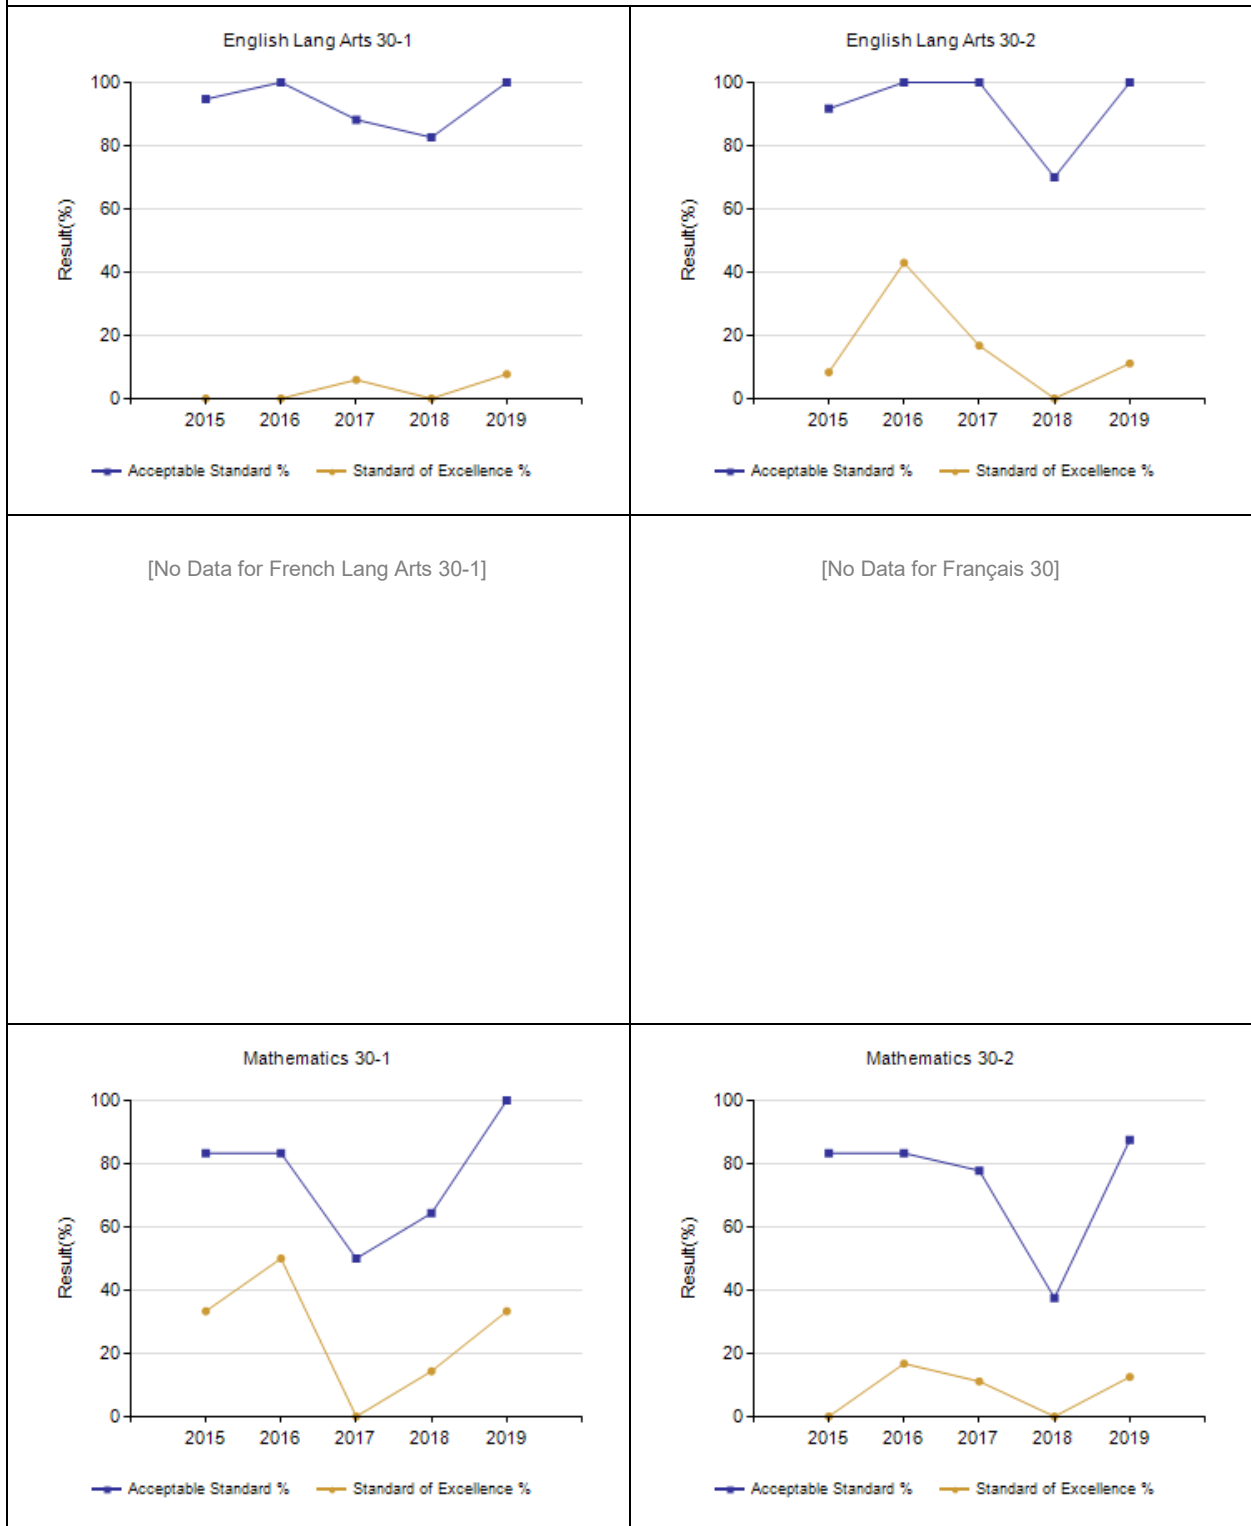 English Lang Arts 30-1
100
80
60
40
20
0
Result(%)
2015 2016 2017 2018 2019
Acceptable Standard % Standard of Excellence %
English Lang Arts 30-2
100
80
60
40
20
0
Result(%)
2015 2016 2017 2018 2019
Acceptable Standard % Standard of Excellence %
[No Data for French Lang Arts 30-1]
[No Data for Français 30]
Mathematics 30-1
100
80
60
40
20
0
Result(%)
2015 2016 2017 2018 2019
Acceptable Standard % Standard of Excellence %
Mathematics 30-2
100
80
60
40
20
0
Result(%)
2015 2016 2017 2018 2019
Acceptable Standard % Standard of Excellence %